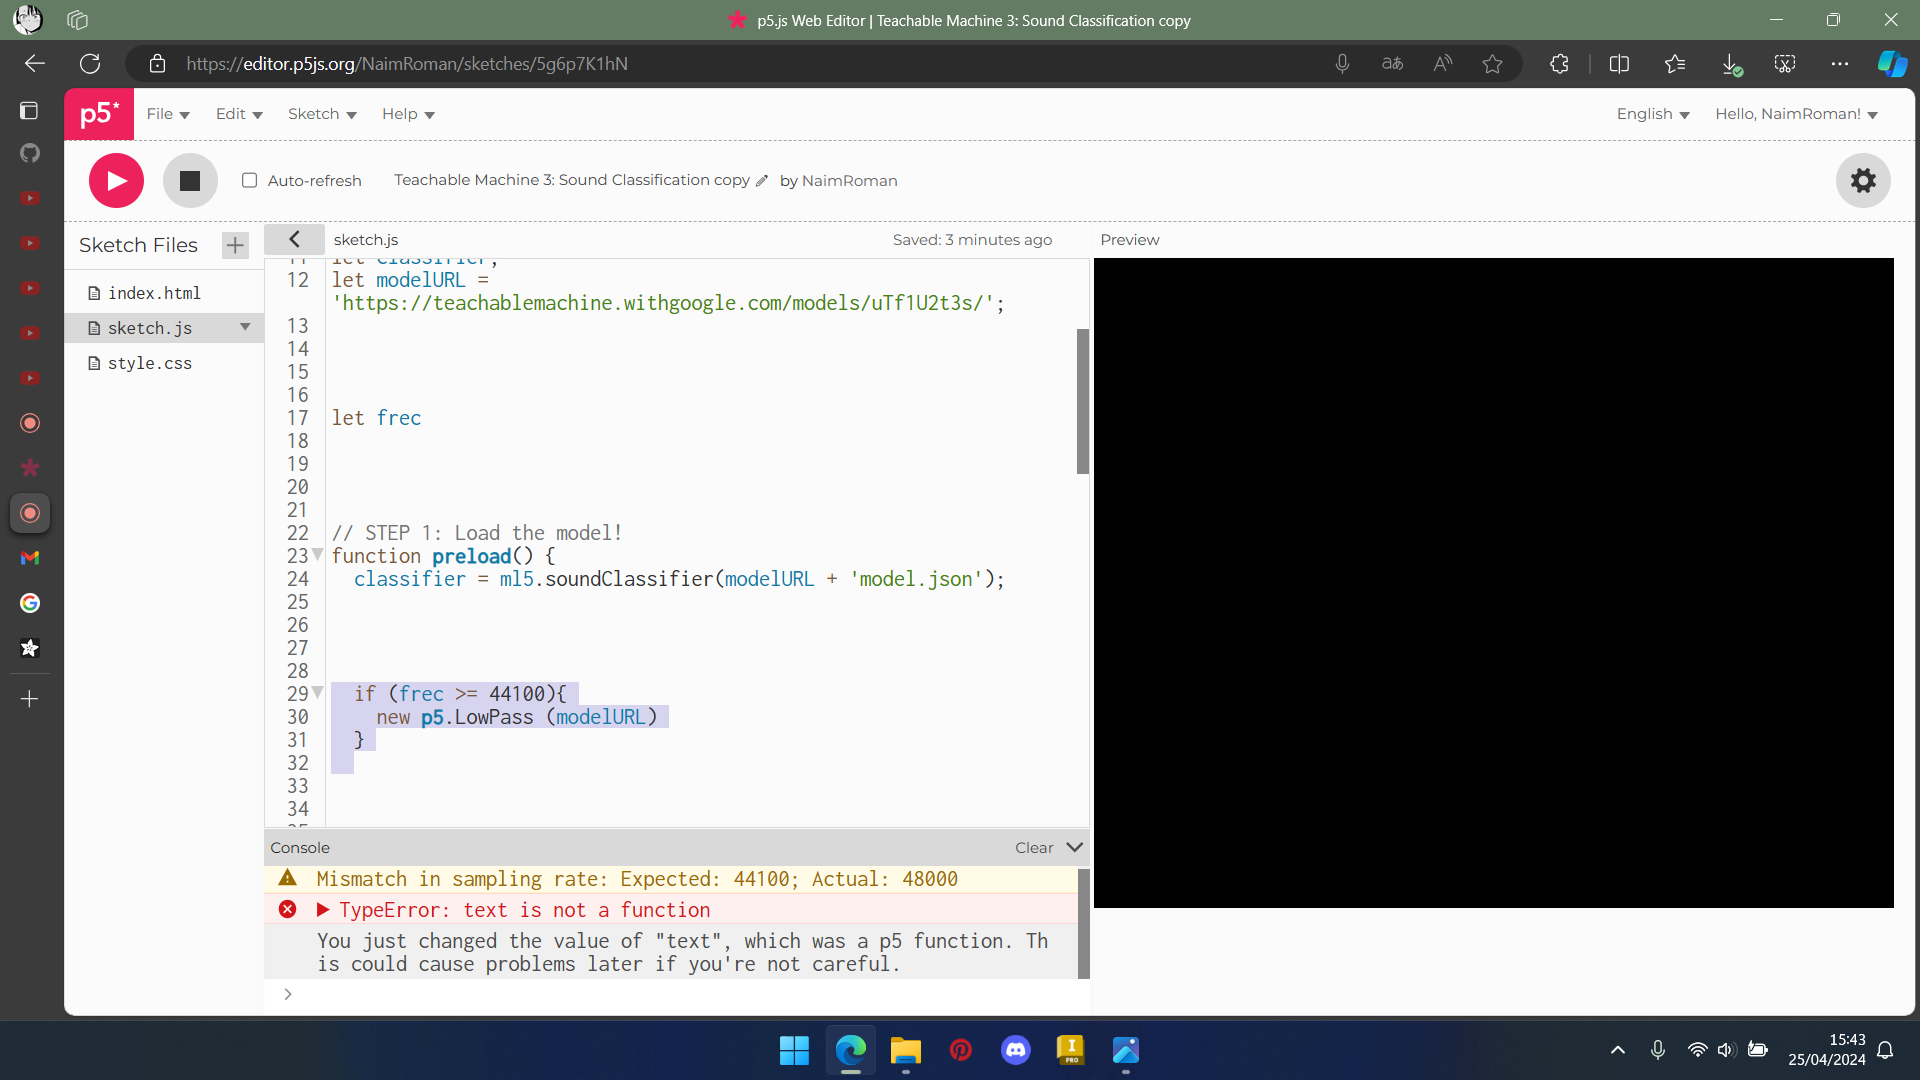 p5.js Web Editor | Teachable Machine 3: Sound Classification copy
https://editor.p5js.org/NaimRoman/sketches/5g6p7K1hN
p5*
File
Edit
Sketch
Help
English
Hello, NaimRoman!
Auto-refresh
Teachable Machine 3: Sound Classification copy
by NaimRoman
Sketch Files
sketch.js
Saved: 3 minutes ago
Preview
index.html
sketch.js
style.css
11 let classifier;
12 let modelURL =
'https://teachablemachine.withgoogle.com/models/uTf1U2t3s/';
13
14
15
16
17 let frec
18
19
20
21
22 // STEP 1: Load the model!
23 function preload() {
24 classifier = ml5.soundClassifier(modelURL + 'model.json');
25
26
27
28
29 if (frec >= 44100){
30 new p5.LowPass (modelURL)
31 }
32
33
34
Console
Clear
Mismatch in sampling rate: Expected: 44100; Actual: 48000
TypeError: text is not a function
You just changed the value of "text", which was a p5 function. Th
is could cause problems later if you're not careful.
>
15:43
25/04/2024